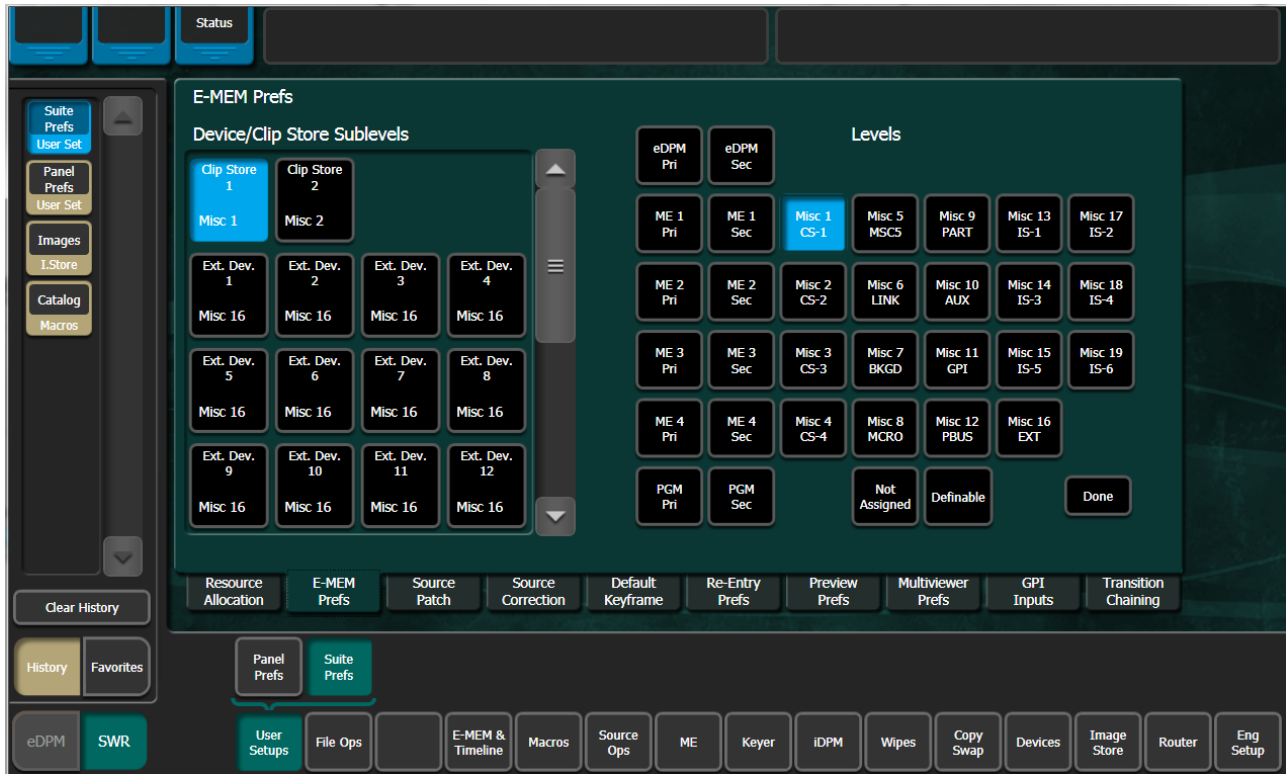 Status
Suite
Prefs
User Set
Panel
Prefs
User Set
Images
I.Store
Catalog
Macros
Clear History
History
Favorites
eDPM
SWR
E-MEM Prefs
Device/Clip Store Sublevels
Levels
Clip Store
1
Misc 1
Clip Store
2
Misc 2
Ext. Dev.
1
Misc 16
Ext. Dev.
2
Misc 16
Ext. Dev.
3
Misc 16
Ext. Dev.
4
Misc 16
Ext. Dev.
5
Misc 16
Ext. Dev.
6
Misc 16
Ext. Dev.
7
Misc 16
Ext. Dev.
8
Misc 16
Ext. Dev.
9
Misc 16
Ext. Dev.
10
Misc 16
Ext. Dev.
11
Misc 16
Ext. Dev.
12
Misc 16
eDPM
Pri
eDPM
Sec
ME 1
Pri
ME 1
Sec
Misc 1
CS-1
Misc 5
MSC5
Misc 9
PART
Misc 13
IS-1
Misc 17
IS-2
ME 2
Pri
ME 2
Sec
Misc 2
CS-2
Misc 6
LINK
Misc 10
AUX
Misc 14
IS-3
Misc 18
IS-4
ME 3
Pri
ME 3
Sec
Misc 3
CS-3
Misc 7
BKGD
Misc 11
GPI
Misc 15
IS-5
Misc 19
IS-6
ME 4
Pri
ME 4
Sec
Misc 4
CS-4
Misc 8
MCRO
Misc 12
PBUS
Misc 16
EXT
PGM
Pri
PGM
Sec
Not
Assigned
Definable
Done
Resource
Allocation
E-MEM
Prefs
Source
Patch
Source
Correction
Default
Keyframe
Re-Entry
Prefs
Preview
Prefs
Multiviewer
Prefs
GPI
Inputs
Transition
Chaining
Panel
Prefs
Suite
Prefs
User
Setups
File Ops
E-MEM &
Timeline
Macros
Source
Ops
ME
Keyer
iDPM
Wipes
Copy
Swap
Devices
Image
Store
Router
Eng
Setup